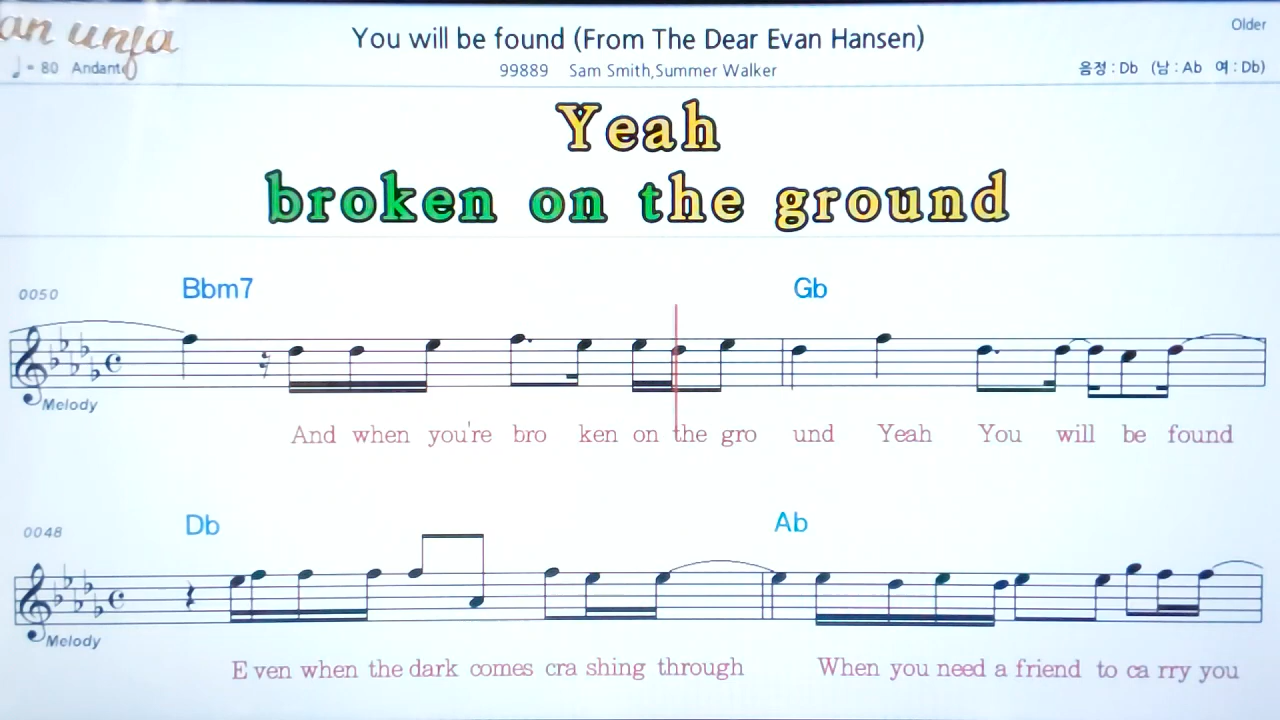 an unfa
You will be found (From The Dear Evan Hansen)
Older
♩= 80 Andante
99889 Sam Smith,Summer Walker
음정 : Db (남 : Ab 여 : Db)
Yeah
broken on the ground
0050
Bbm7 Gb
Melody
And when you're bro ken on the gro und Yeah You will be found
0048
Db Ab
Melody
E ven when the dark comes cra shing through When you need a friend to ca rry you